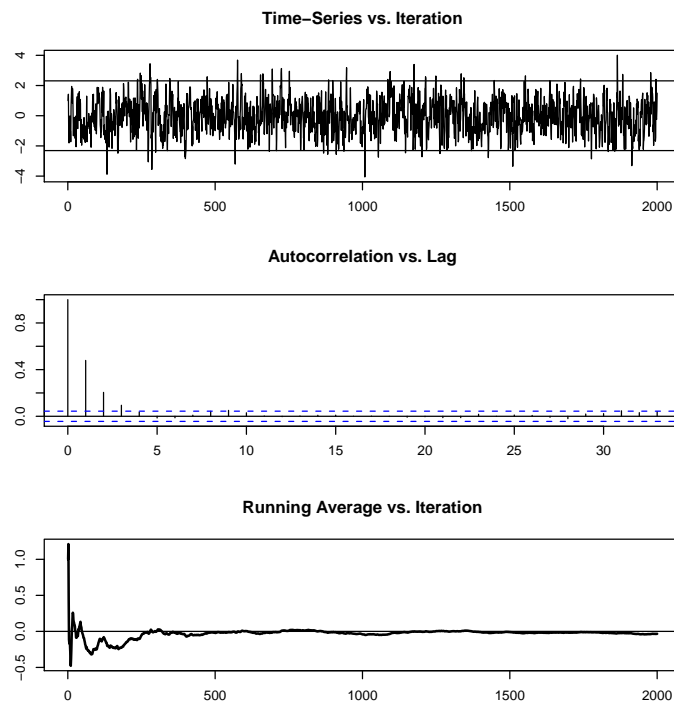 Time−Series vs. Iteration
4
2
0
−2
−4
0 500 1000 1500 2000
Autocorrelation vs. Lag
0.8
0.4
0.0
0 5 10 15 20 25 30
Running Average vs. Iteration
1.0
0.5
0.0
−0.5
0 500 1000 1500 2000